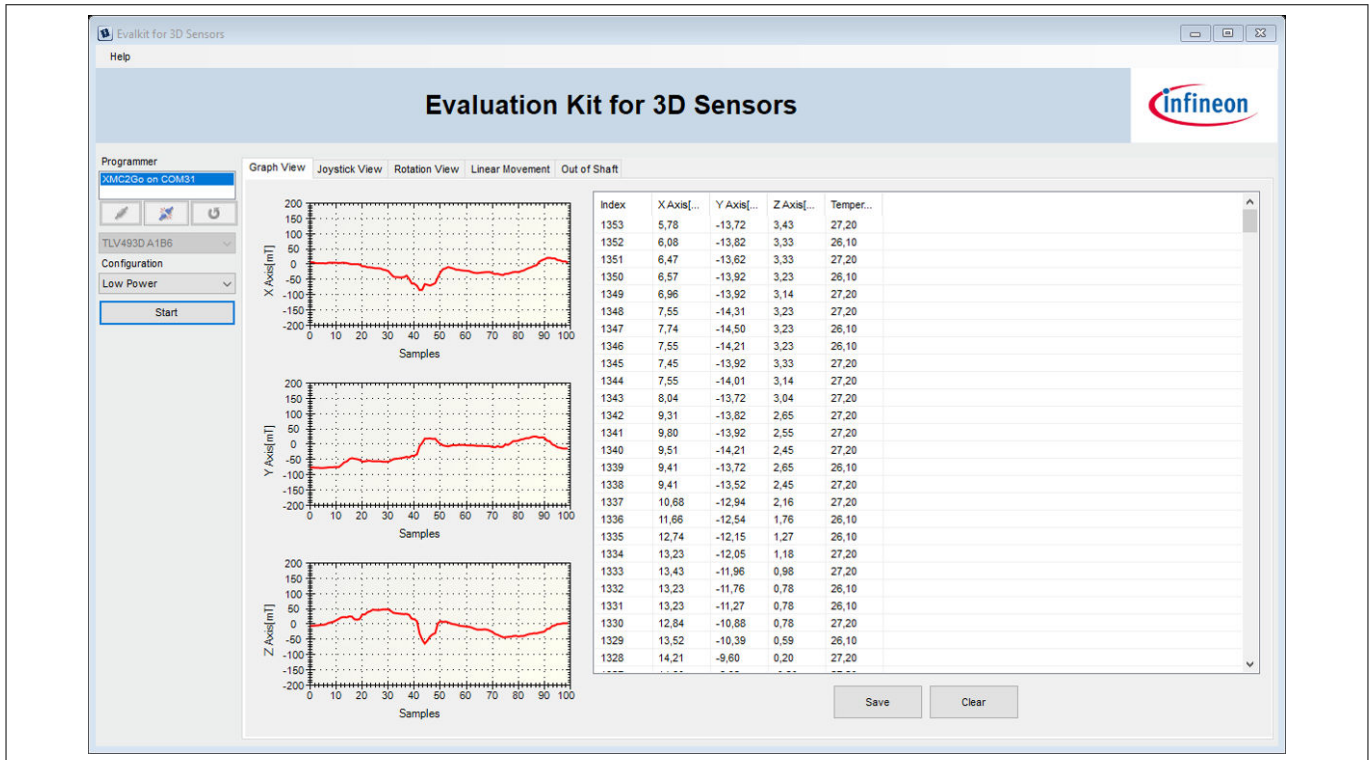 Evalkit for 3D Sensors
Help
Evaluation Kit for 3D Sensors
infineon
Programmer
XMC2Go on COM31
TLV493D A1B6
Configuration
Low Power
Start
Graph View Joystick View Rotation View Linear Movement Out of Shaft
X Axis[mT]
200
150
100
50
0
-50
-100
-150
-200
0 10 20 30 40 50 60 70 80 90 100
Samples
Y Axis[mT]
200
150
100
50
0
-50
-100
-150
-200
0 10 20 30 40 50 60 70 80 90 100
Samples
Z Axis[mT]
200
150
100
50
0
-50
-100
-150
-200
0 10 20 30 40 50 60 70 80 90 100
Samples
Index X Axis[... Y Axis[... Z Axis[... Temper...
1353 5,78 -13,72 3,43 27,20
1352 6,08 -13,82 3,33 26,10
1351 6,47 -13,62 3,33 27,20
1350 6,57 -13,92 3,23 26,10
1349 6,96 -13,92 3,14 27,20
1348 7,55 -14,31 3,23 27,20
1347 7,74 -14,50 3,23 26,10
1346 7,55 -14,21 3,23 26,10
1345 7,45 -13,92 3,33 27,20
1344 7,55 -14,01 3,14 27,20
1343 8,04 -13,72 3,04 27,20
1342 9,31 -13,82 2,65 27,20
1341 9,80 -13,92 2,55 27,20
1340 9,51 -14,21 2,45 27,20
1339 9,41 -13,72 2,65 26,10
1338 9,41 -13,52 2,45 27,20
1337 10,68 -12,94 2,16 27,20
1336 11,66 -12,54 1,76 26,10
1335 12,74 -12,15 1,27 26,10
1334 13,23 -12,05 1,18 27,20
1333 13,43 -11,96 0,98 27,20
1332 13,23 -11,76 0,78 26,10
1331 13,23 -11,27 0,78 26,10
1330 12,84 -10,88 0,78 27,20
1329 13,52 -10,39 0,59 26,10
1328 14,21 -9,60 0,20 27,20
Save Clear